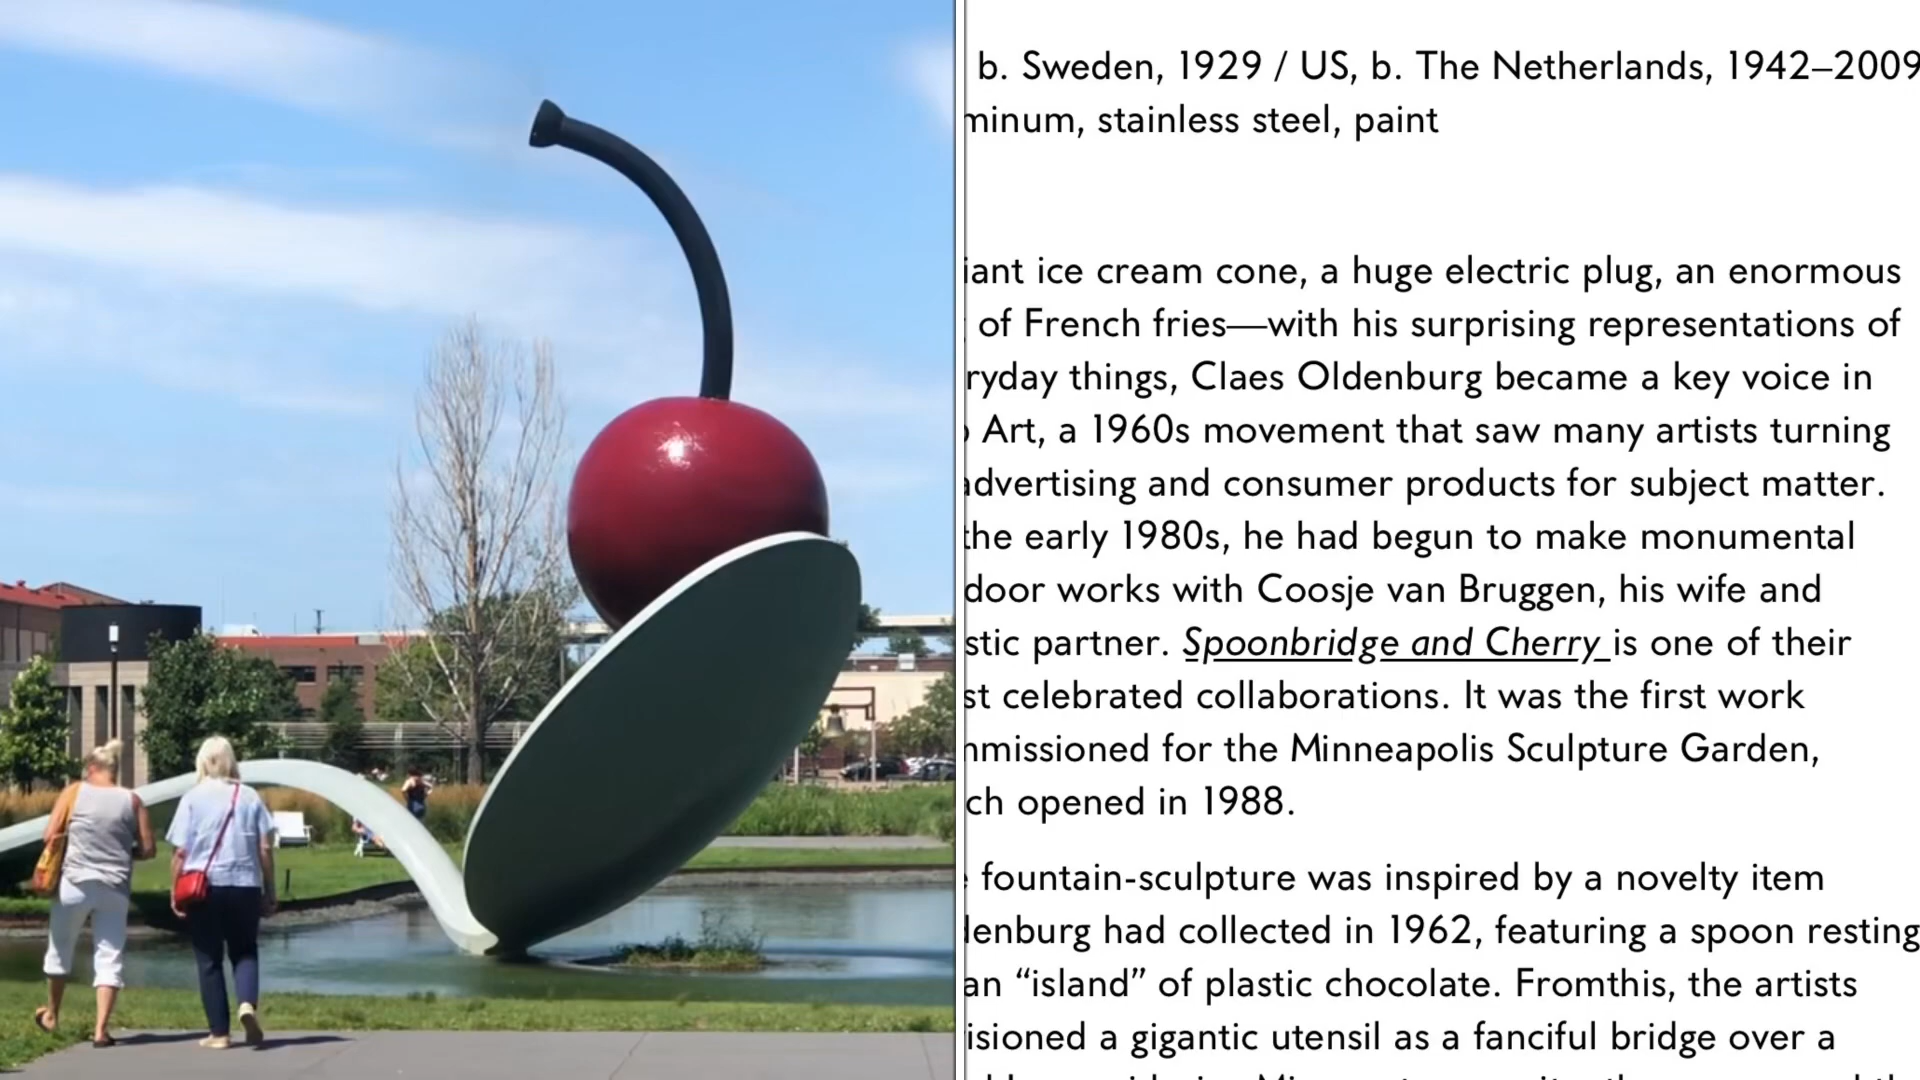 b. Sweden, 1929 / US, b. The Netherlands, 1942–2009
minum, stainless steel, paint
iant ice cream cone, a huge electric plug, an enormous
of French fries—with his surprising representations of
ryday things, Claes Oldenburg became a key voice in
Art, a 1960s movement that saw many artists turning
advertising and consumer products for subject matter.
the early 1980s, he had begun to make monumental
door works with Coosje van Bruggen, his wife and
stic partner. Spoonbridge and Cherry is one of their
st celebrated collaborations. It was the first work
mmissioned for the Minneapolis Sculpture Garden,
ch opened in 1988.
fountain-sculpture was inspired by a novelty item
denburg had collected in 1962, featuring a spoon resting
an “island” of plastic chocolate. Fromthis, the artists
isioned a gigantic utensil as a fanciful bridge over a